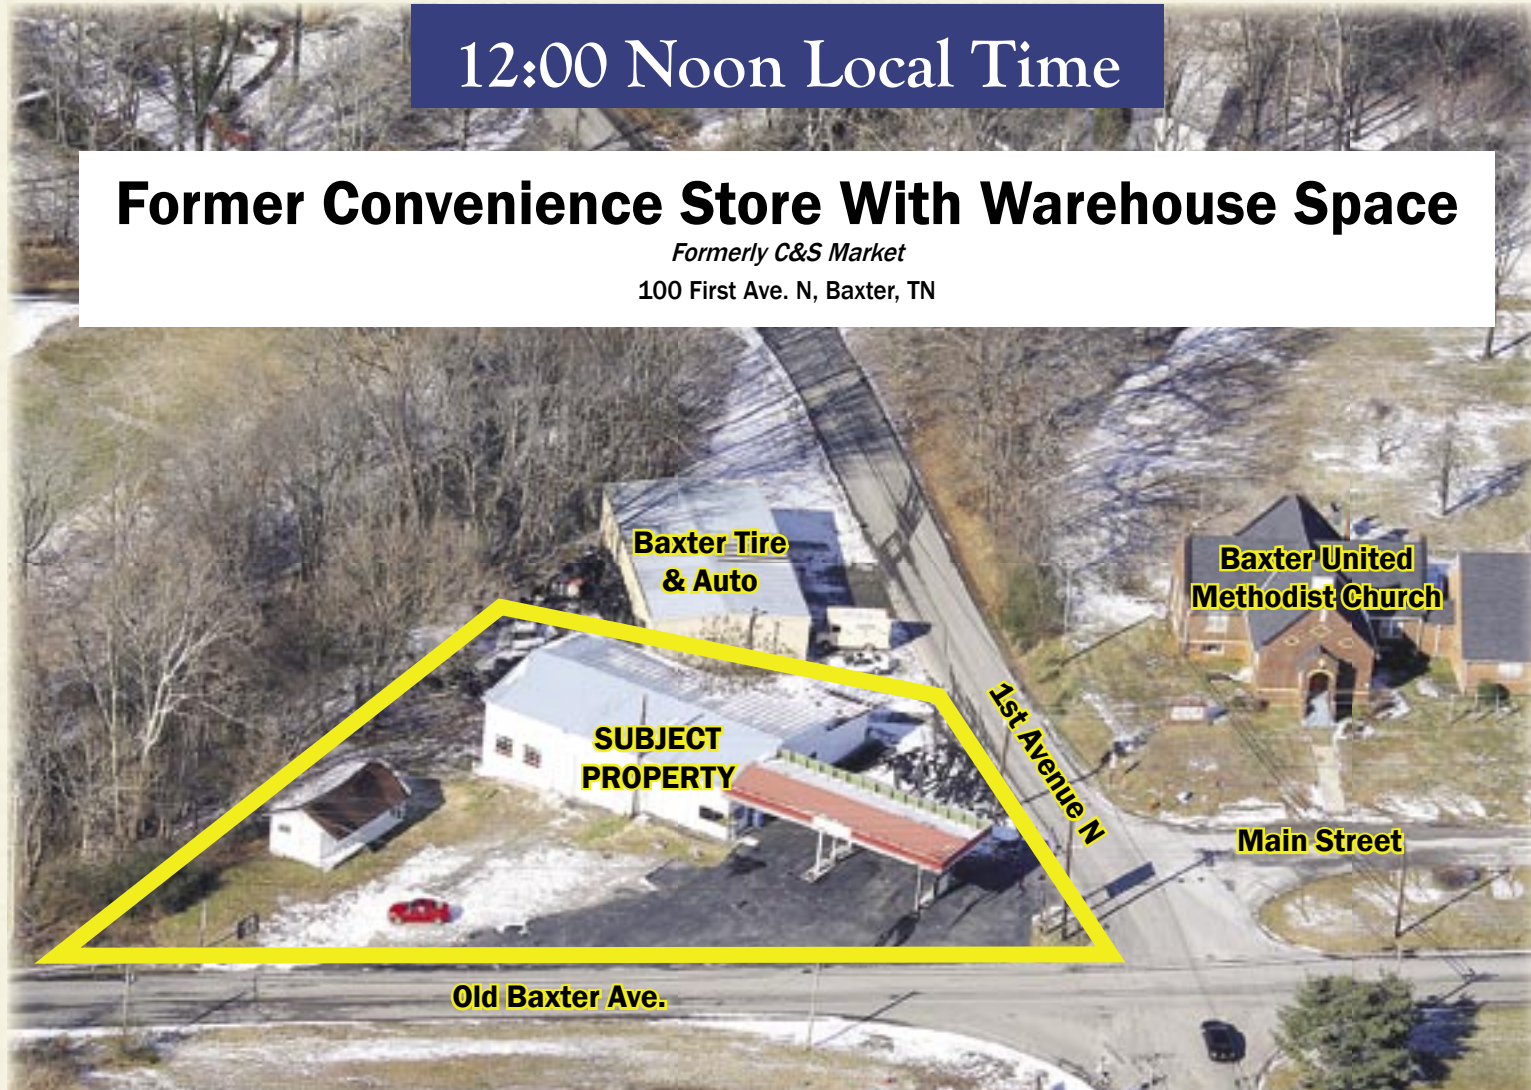 12:00 Noon Local Time
Former Convenience Store With Warehouse Space
Formerly C&S Market
100 First Ave. N, Baxter, TN
Baxter Tire
& Auto
Baxter United
Methodist Church
SUBJECT
PROPERTY
1st Avenue N
Main Street
Old Baxter Ave.